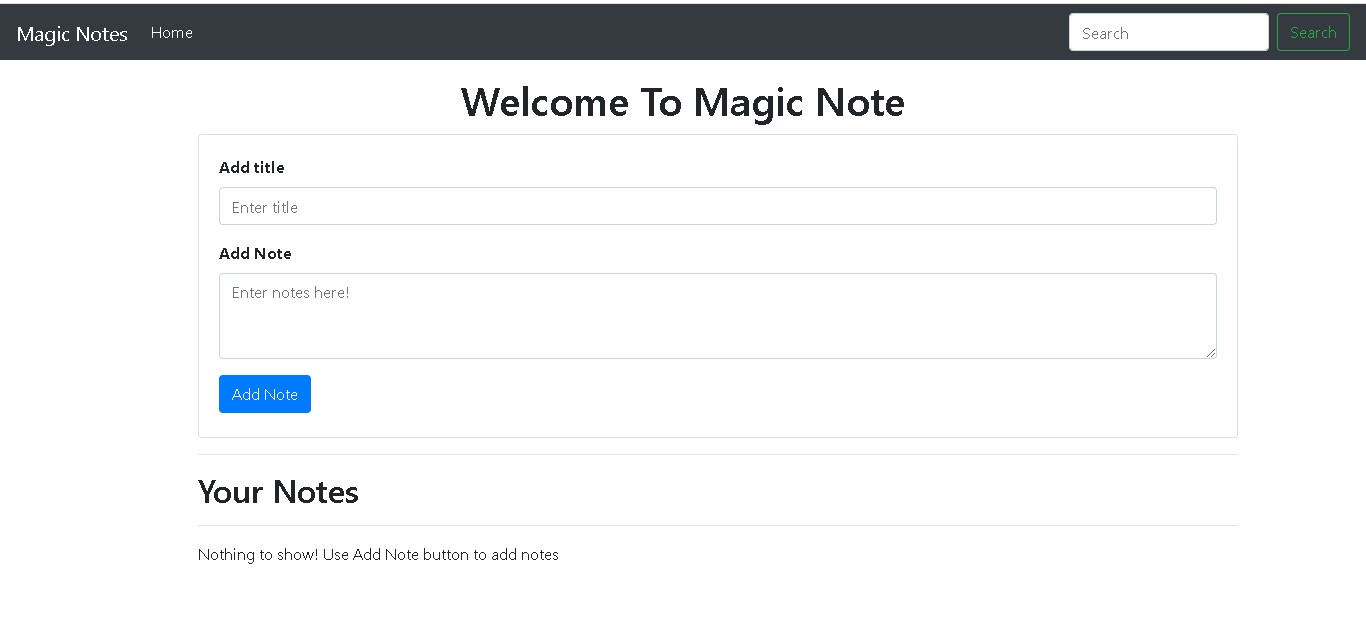 Magic Notes Home Search Search
Welcome To Magic Note
Add title
Enter title
Add Note
Enter notes here!
Add Note
Your Notes
Nothing to show! Use Add Note button to add notes